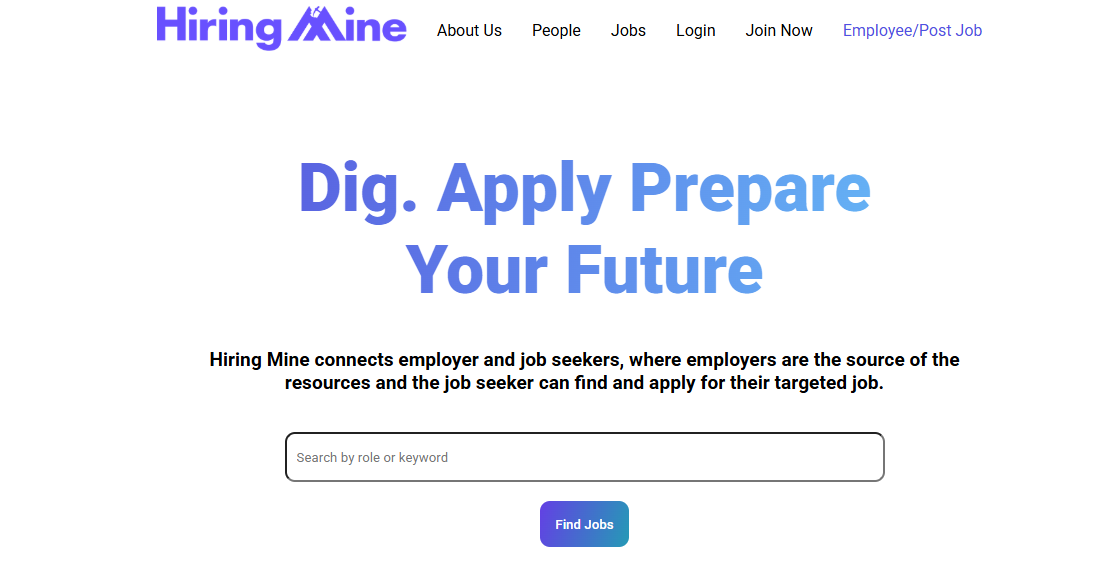 Hiring Mine About Us People Jobs Login Join Now Employee/Post Job
Dig. Apply Prepare
Your Future
Hiring Mine connects employer and job seekers, where employers are the source of the
resources and the job seeker can find and apply for their targeted job.
Search by role or keyword
Find Jobs